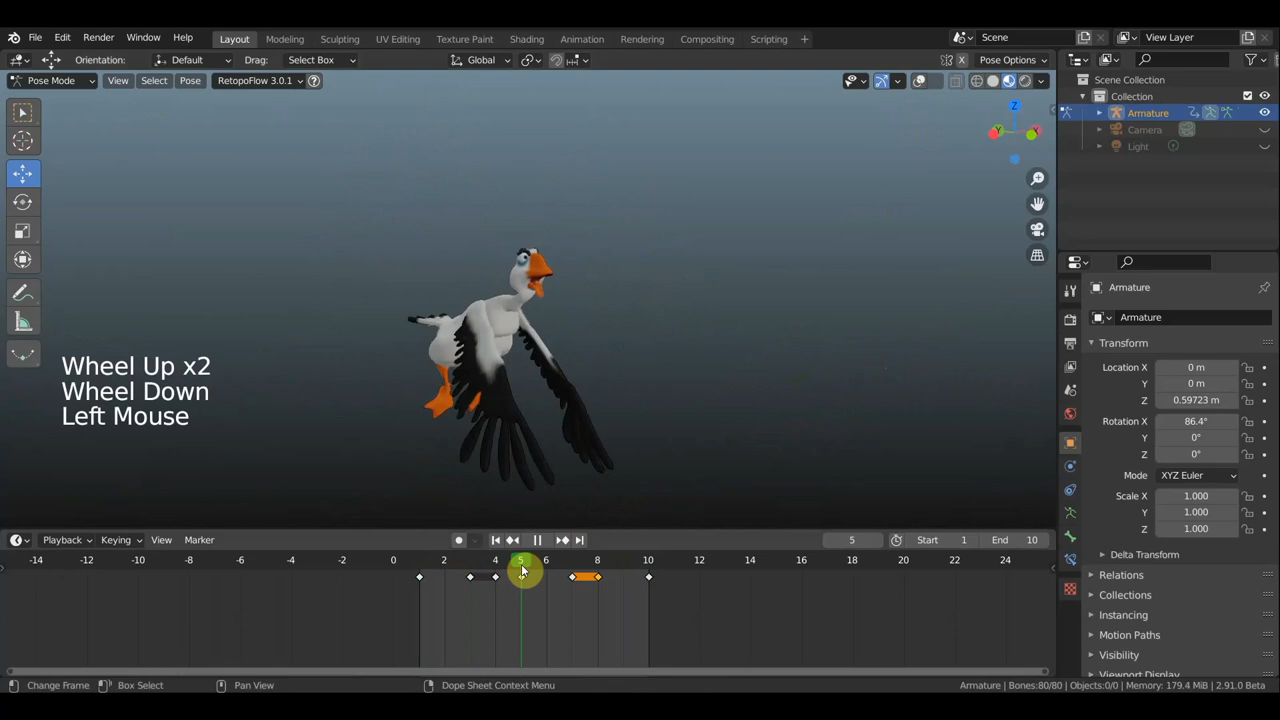 File Edit Render Window Help Layout Modeling Sculpting UV Editing Texture Paint Shading Animation Rendering Compositing Scripting + Scene View Layer
Orientation: Default Drag: Select Box Global X Pose Options
Pose Mode View Select Pose RetopoFlow 3.0.1 ?
Scene Collection
Collection
Armature
Camera
Light
Z
Armature
Armature
Transform
Location X 0 m
Y 0 m
Z 0.59723 m
Rotation X 86.4°
Y 0°
Z 0°
Mode XYZ Euler
Scale X 1.000
Y 1.000
Z 1.000
Delta Transform
Relations
Collections
Instancing
Motion Paths
Visibility
Viewport Display
Wheel Up x2
Wheel Down
Left Mouse
Playback Keying View Marker 5 Start 1 End 10
-14 -12 -10 -8 -6 -4 -2 0 2 4 5 6 8 10 12 14 16 18 20 22 24
Change Frame Box Select Pan View Dope Sheet Context Menu Armature | Bones:80/80 | Objects:0/0 | Memory: 179.4 MiB | 2.91.0 Beta